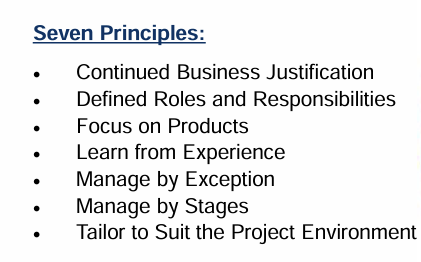 Seven Principles:
• Continued Business Justification
• Defined Roles and Responsibilities
• Focus on Products
• Learn from Experience
• Manage by Exception
• Manage by Stages
• Tailor to Suit the Project Environment